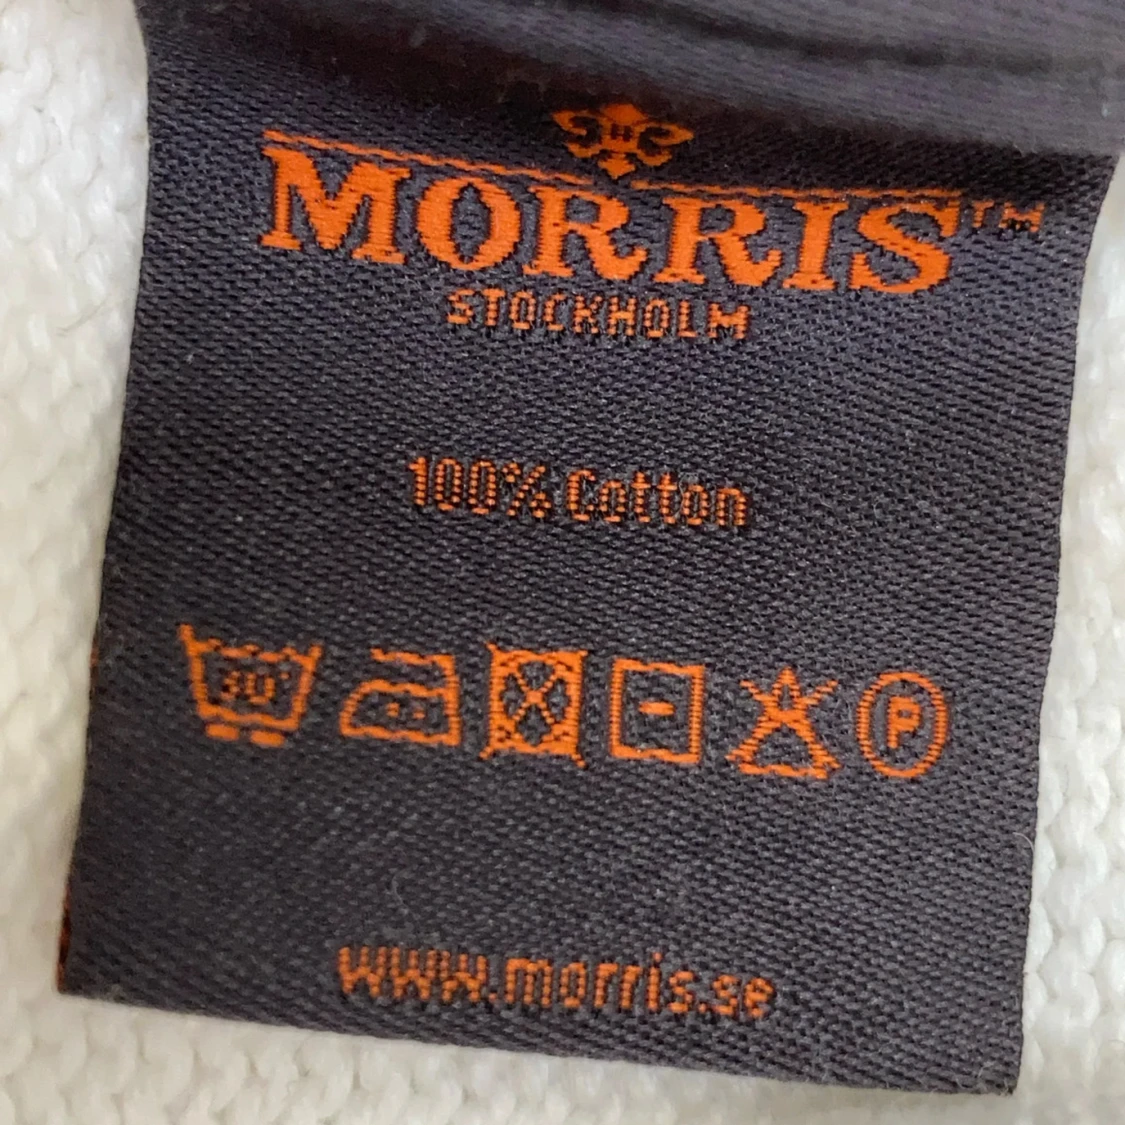 MORRIS™
STOCKHOLM
100% Cotton
30°
P
www.morris.se